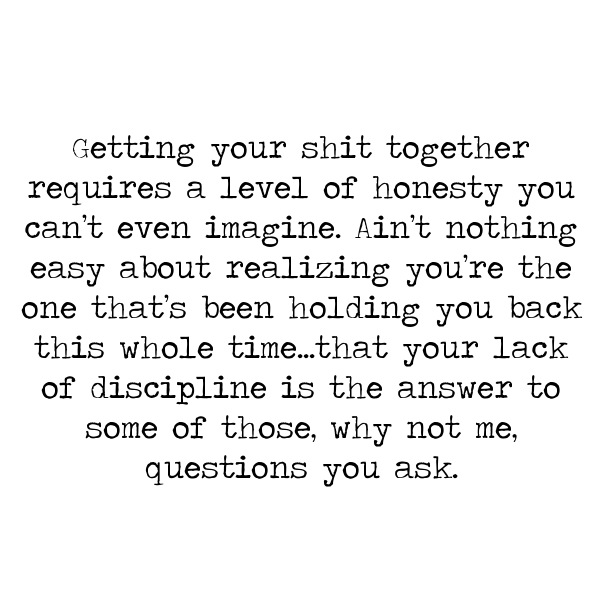 Getting your shit together
requires a level of honesty you
can't even imagine. Ain't nothing
easy about realizing you're the
one that's been holding you back
this whole time...that your lack
of discipline is the answer to
some of those, why not me,
questions you ask.